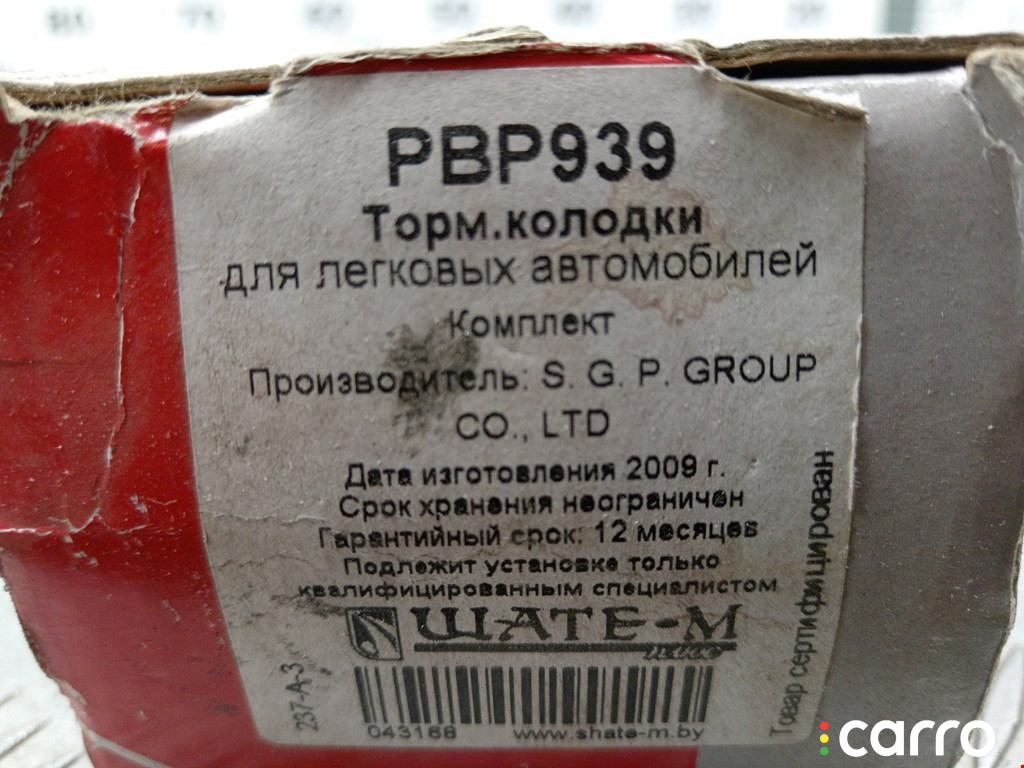 PBP939
Торм.колодки
для легковых автомобилей
Комплект
Производитель: S. G. P. GROUP
CO., LTD
Дата изготовления 2009 г.
Срок хранения неограничен
Гарантийный срок: 12 месяцев
Подлежит установке только
квалифицированным специалистом
ШАТЕ-М
плюс
237-А-3
043168
www.shate-m.by
Товар сертифицирован
carro